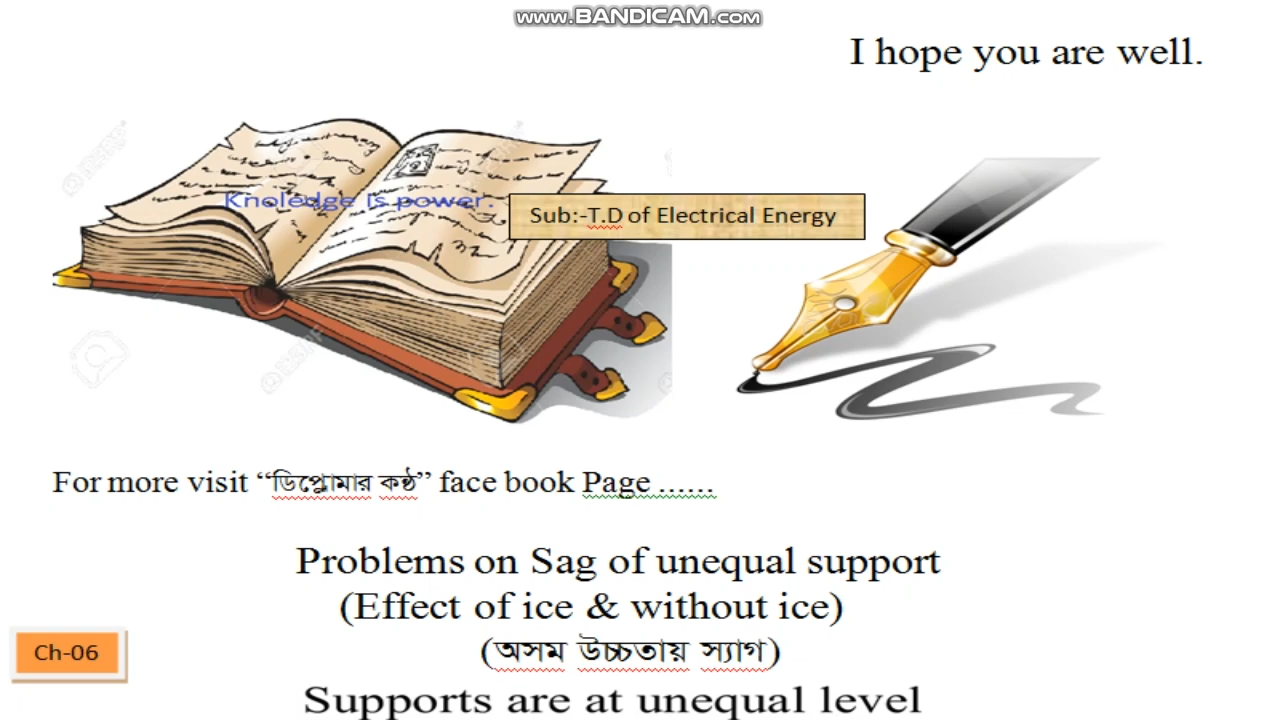 www.BANDICAM.com
I hope you are well.
Knoledge is power.
Sub:-T.D of Electrical Energy
For more visit “ডিপ্লোমার কন্ঠ” face book Page ......
Problems on Sag of unequal support
(Effect of ice & without ice)
(অসম উচ্চতায় স্যাগ)
Ch-06
Supports are at unequal level